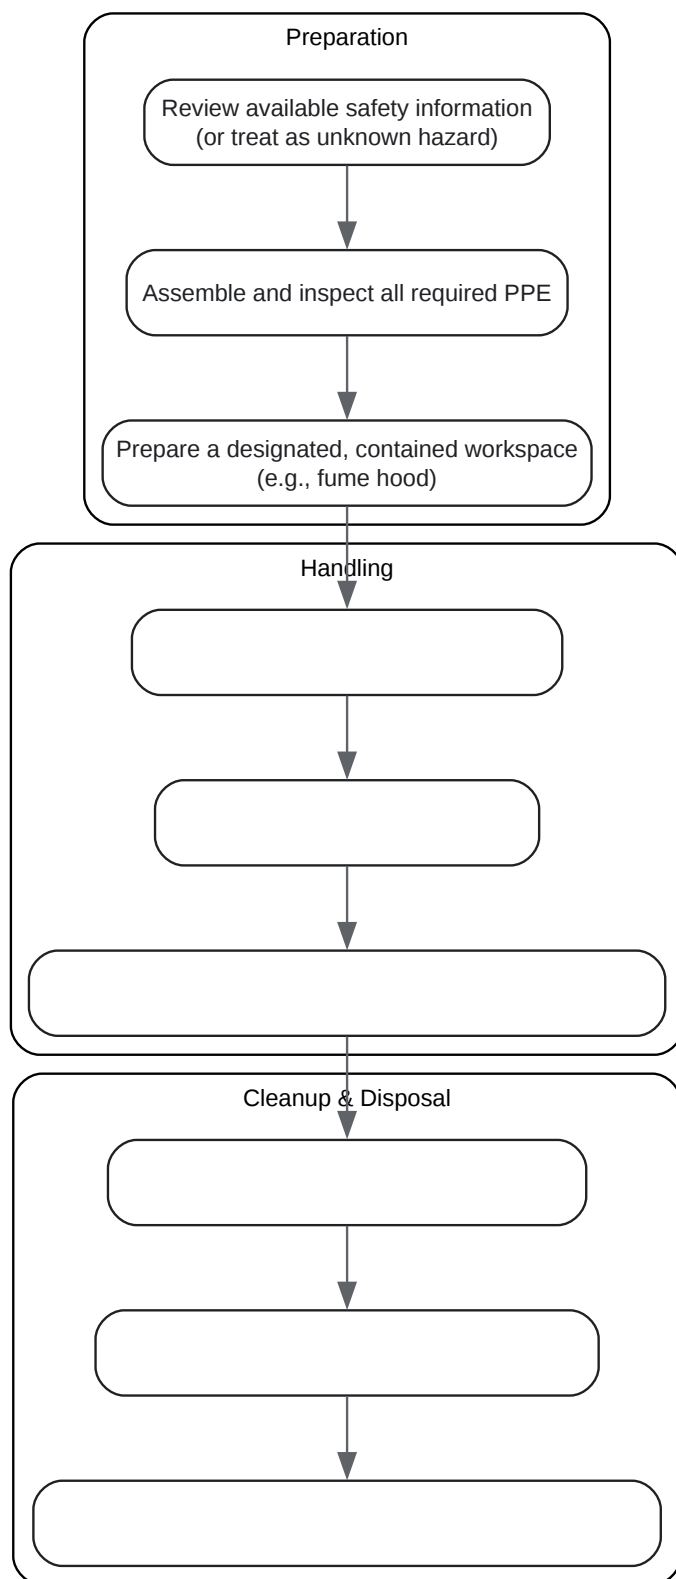 Preparation
Review available safety information
(or treat as unknown hazard)
Assemble and inspect all required PPE
Prepare a designated, contained workspace
(e.g., fume hood)
Handling
Cleanup & Disposal